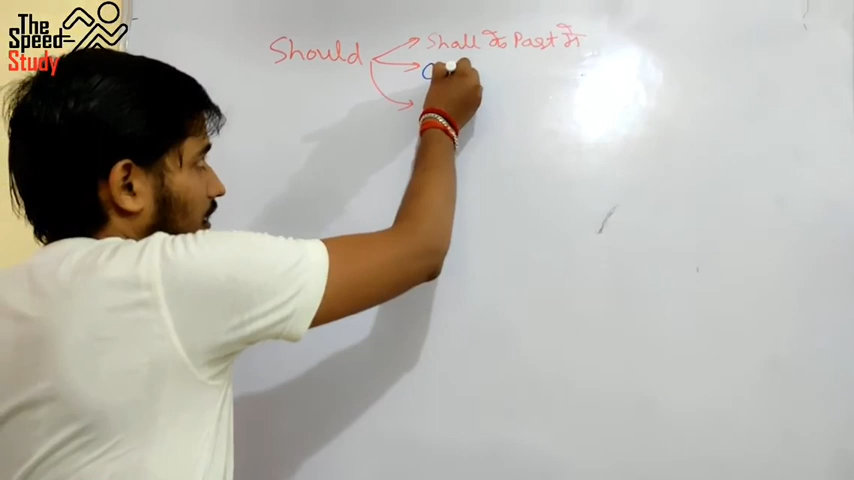 The
Speed
Study
Should
Shall के Past में